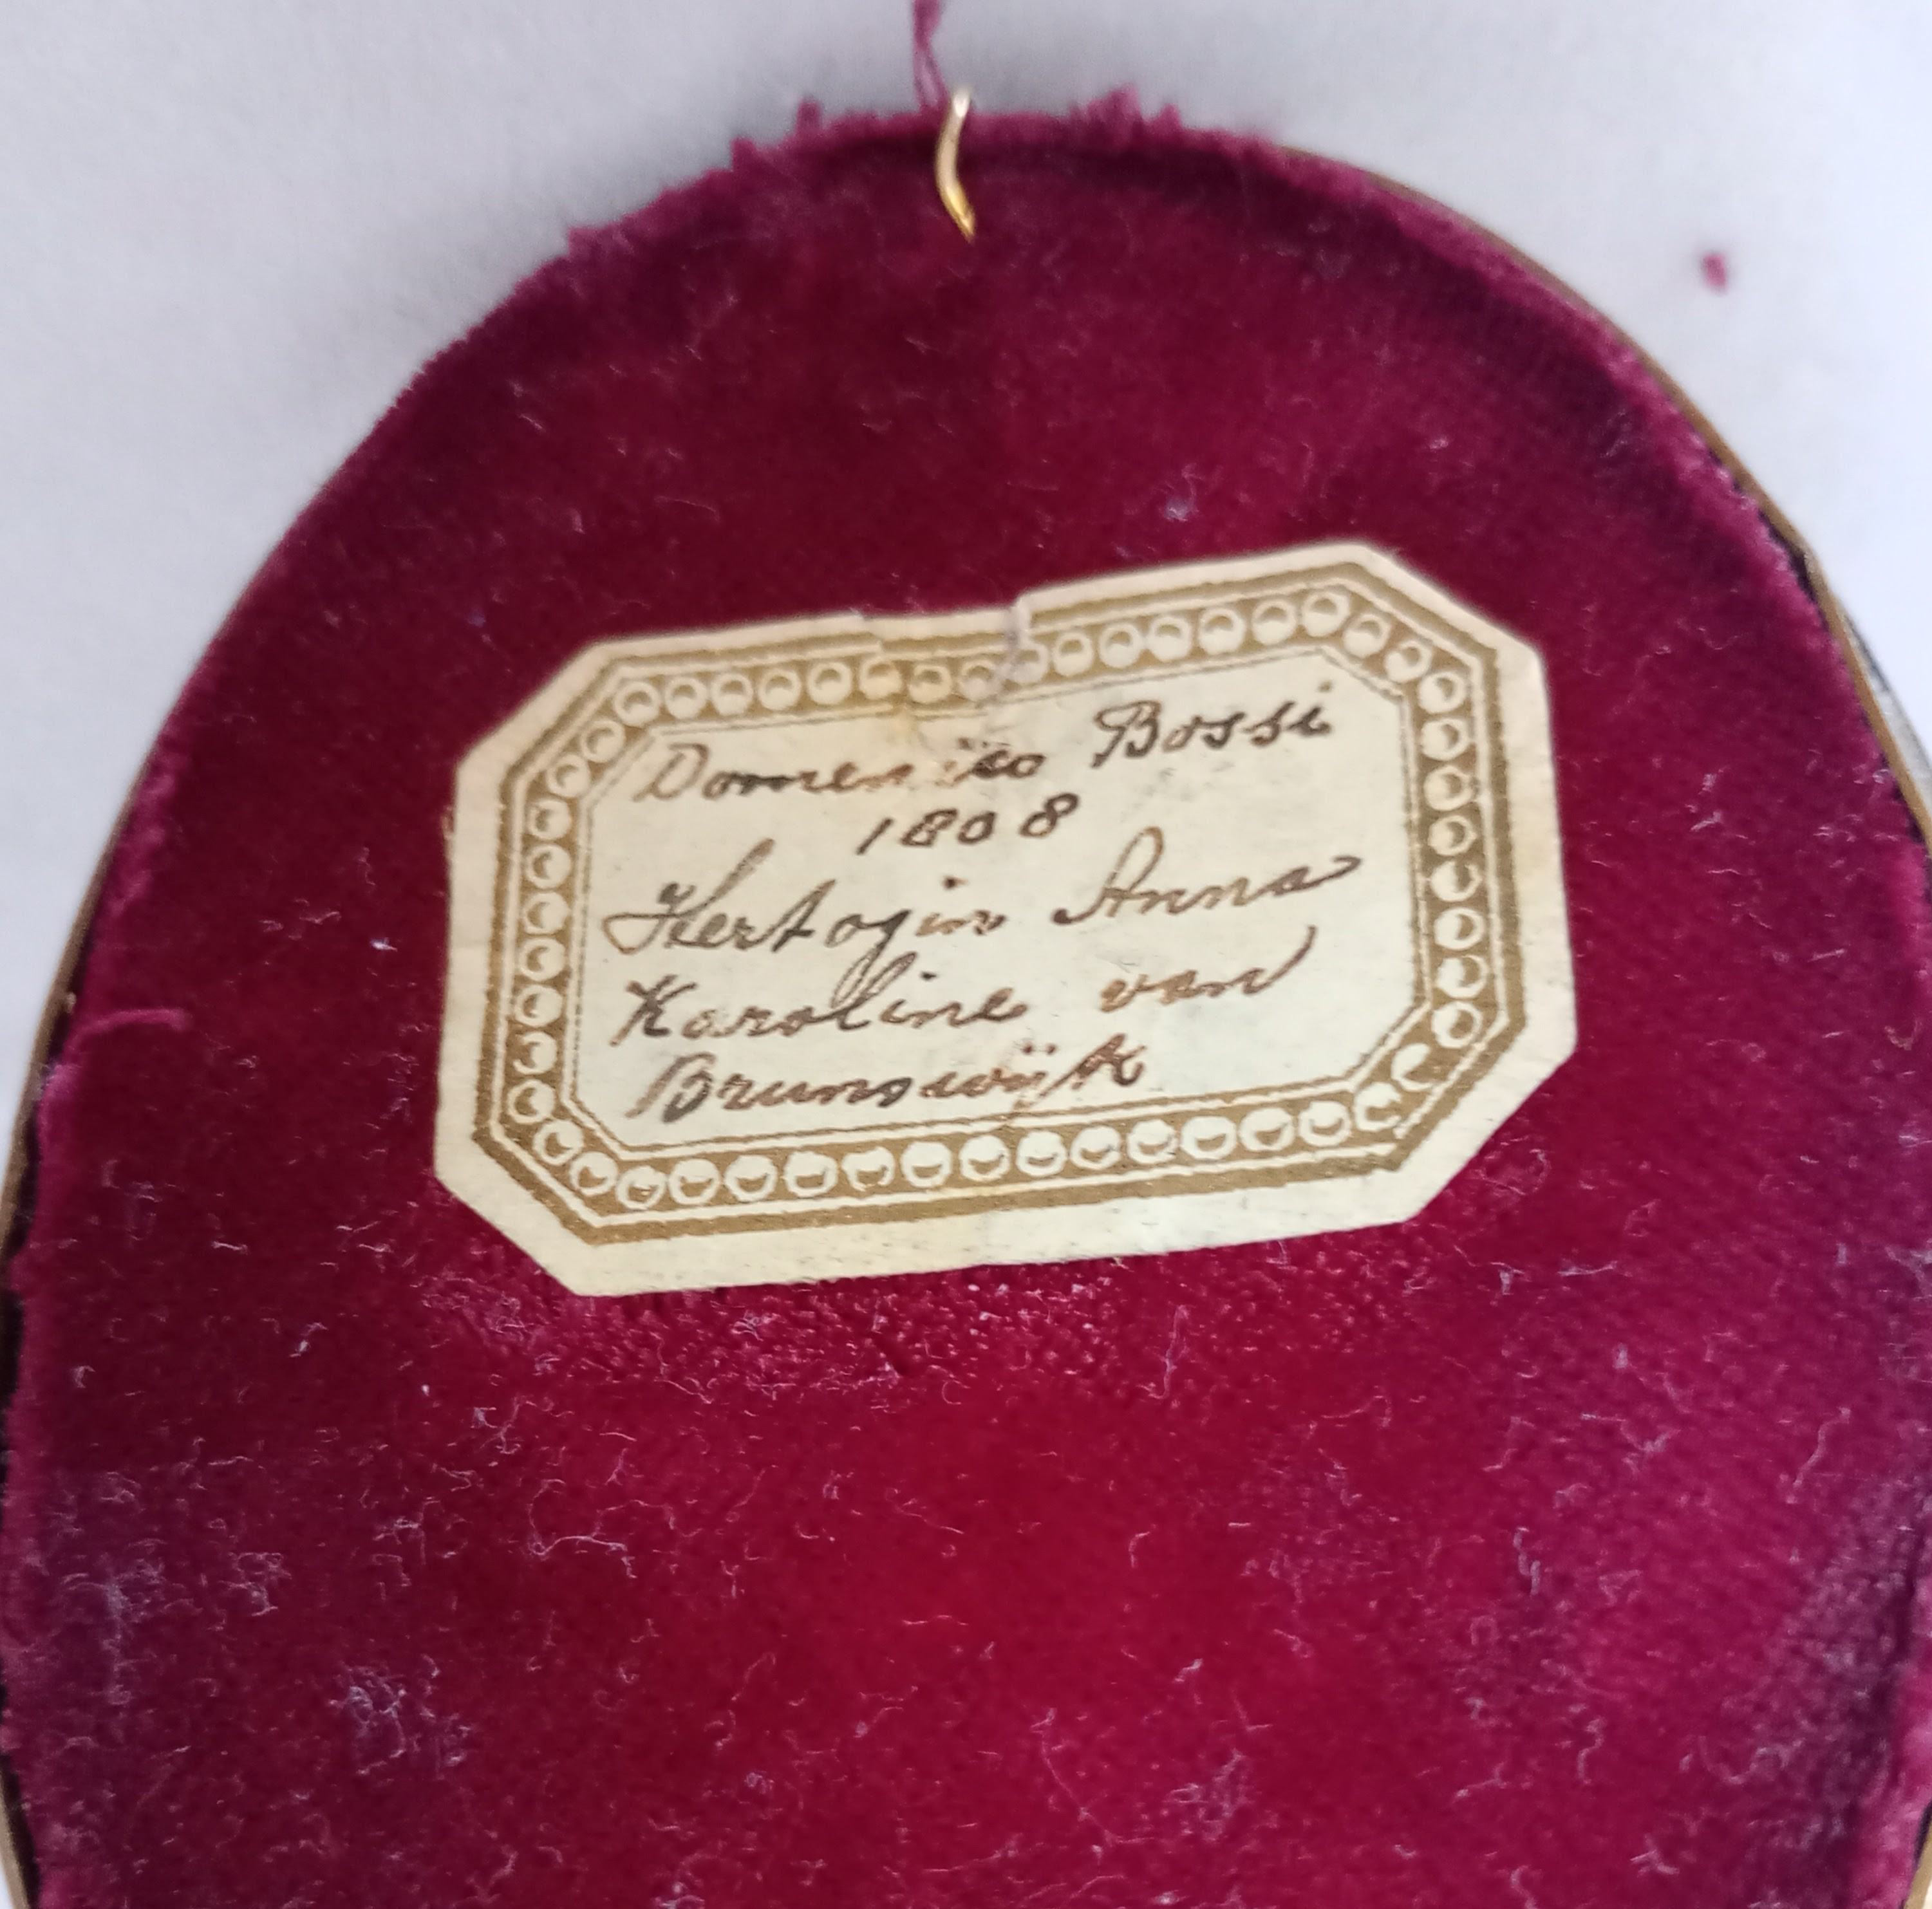 Domenico Bossi
1808
Hertogin Anna
Karoline van
Brunswijk